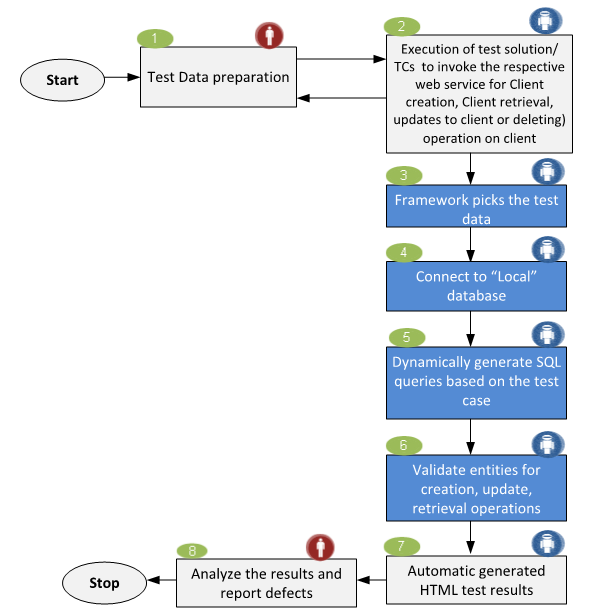 1
Start
Test Data preparation
2
Execution of test solution/
TCs to invoke the respective
web service for Client
creation, Client retrieval,
updates to client or deleting)
operation on client
3
Framework picks the test
data
4
Connect to “Local”
database
5
Dynamically generate SQL
queries based on the test
case
6
Validate entities for
creation, update,
retrieval operations
7
Automatic generated
HTML test results
8
Analyze the results and
report defects
Stop